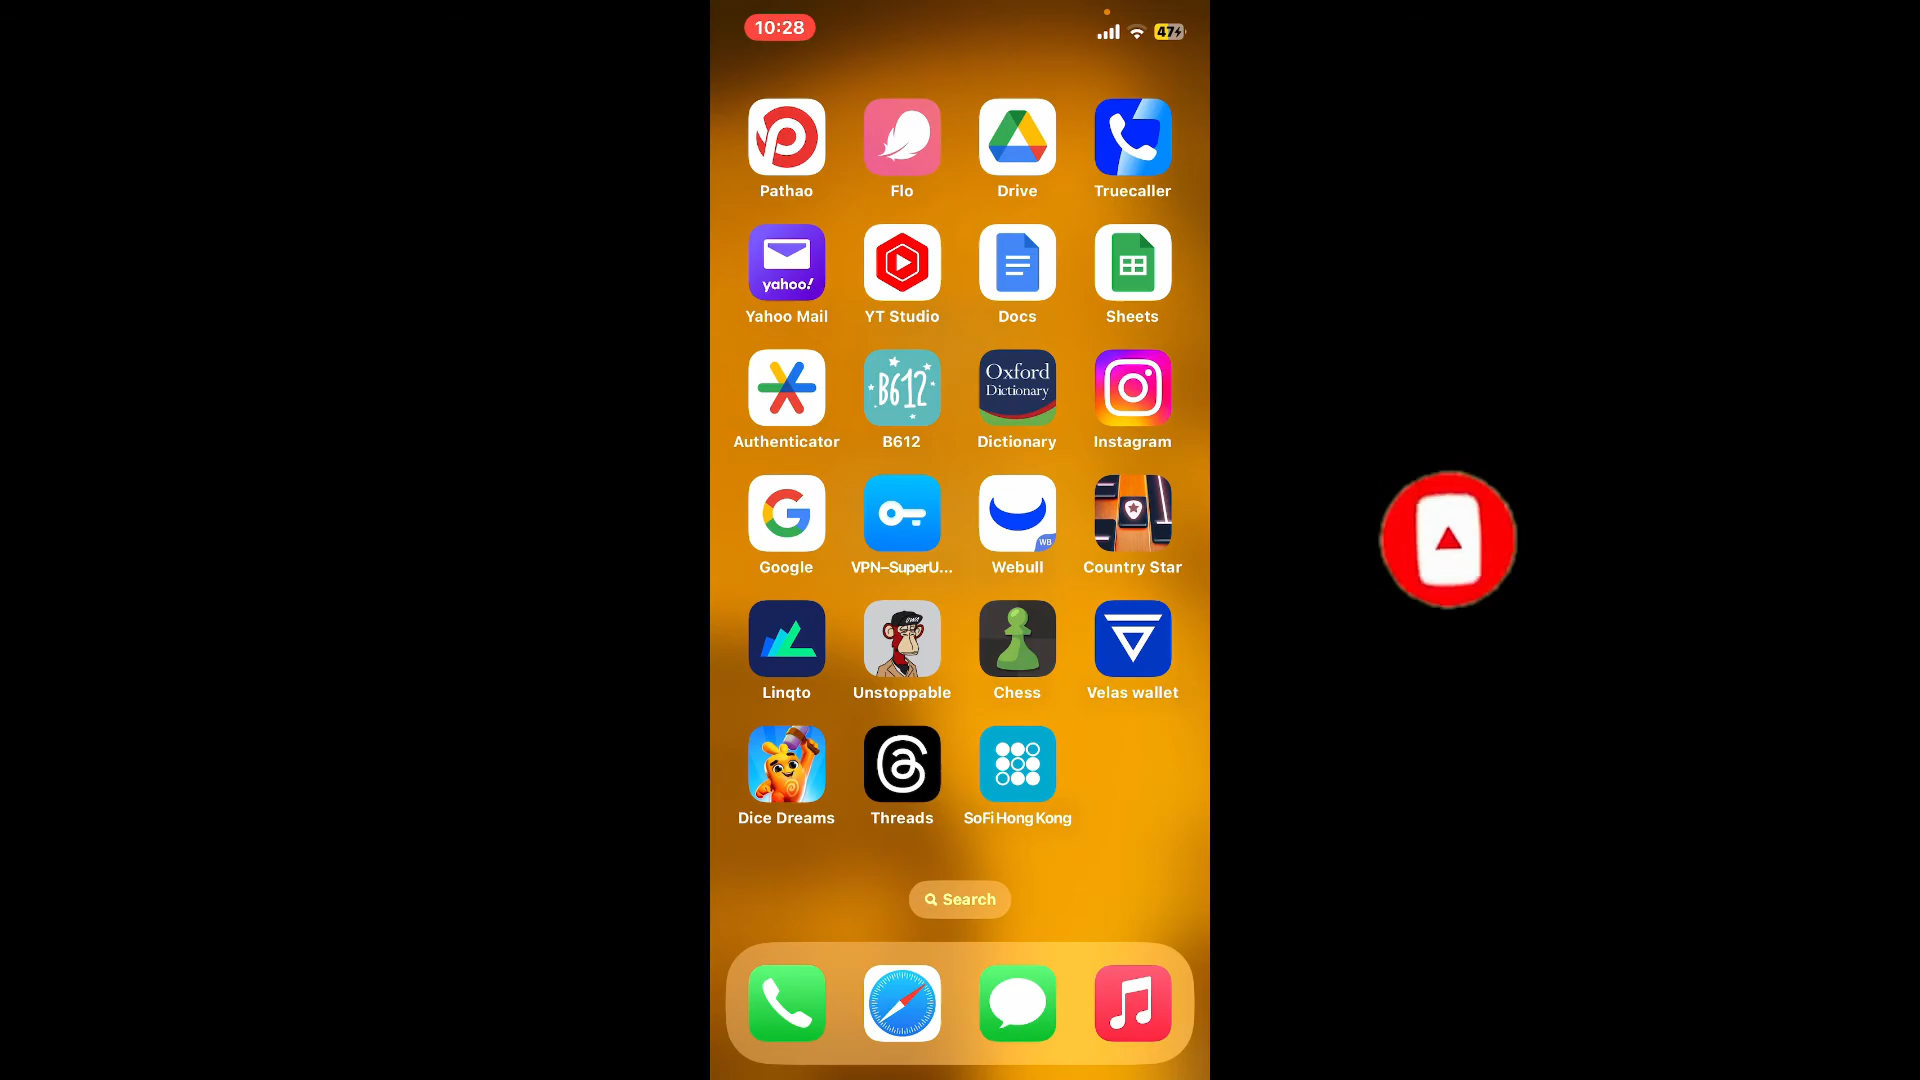 10:28
47
Pathao Flo Drive Truecaller
yahoo!
Yahoo Mail YT Studio Docs Sheets
B612 Oxford
Dictionary
Authenticator B612 Dictionary Instagram
WB
Google VPN–SuperU... Webull Country Star
Linqto Unstoppable Chess Velas wallet
Dice Dreams Threads SoFi Hong Kong
Search